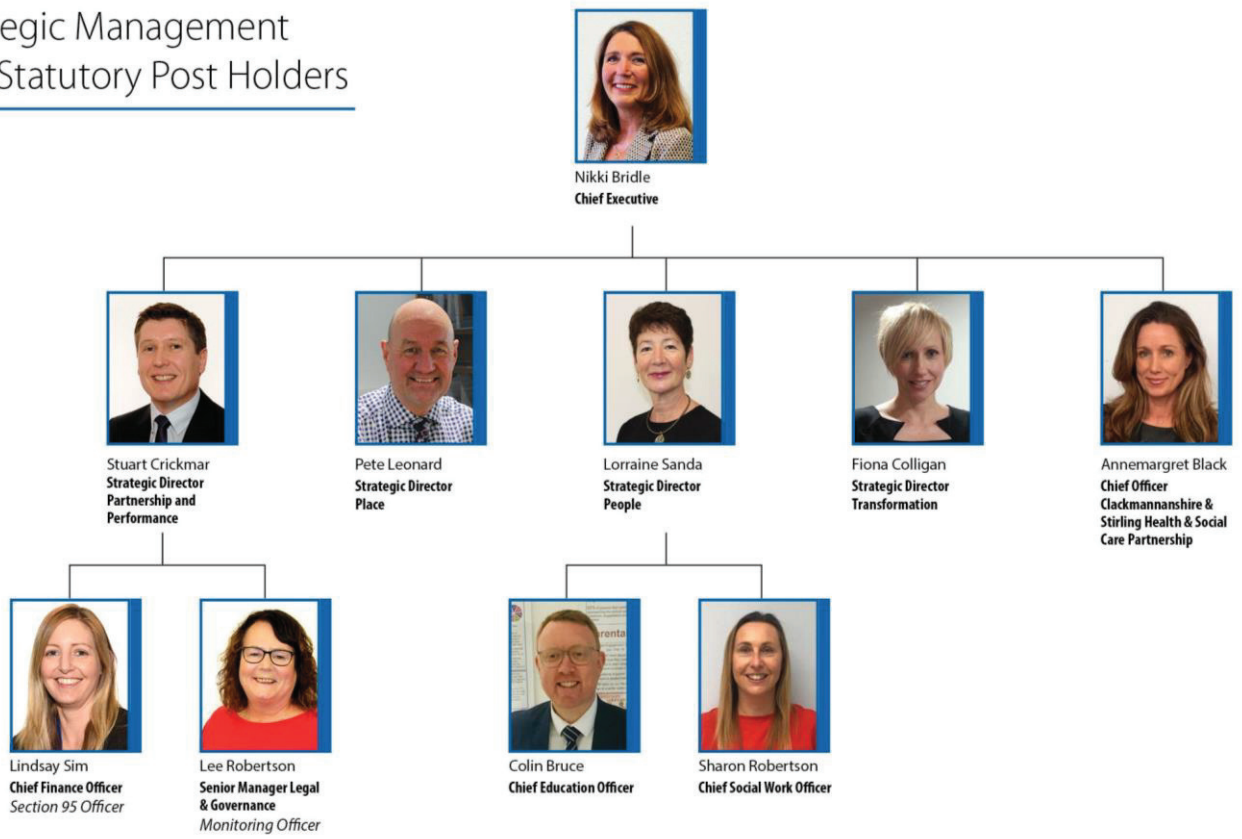 egic Management
Statutory Post Holders
Nikki Bridle
Chief Executive
Stuart Crickmar
Strategic Director
Partnership and
Performance
Pete Leonard
Strategic Director
Place
Lorraine Sanda
Strategic Director
People
Fiona Colligan
Strategic Director
Transformation
Annemargret Black
Chief Officer
Clackmannanshire &
Stirling Health & Social
Care Partnership
Lindsay Sim
Chief Finance Officer
Section 95 Officer
Lee Robertson
Senior Manager Legal
& Governance
Monitoring Officer
Colin Bruce
Chief Education Officer
Sharon Robertson
Chief Social Work Officer